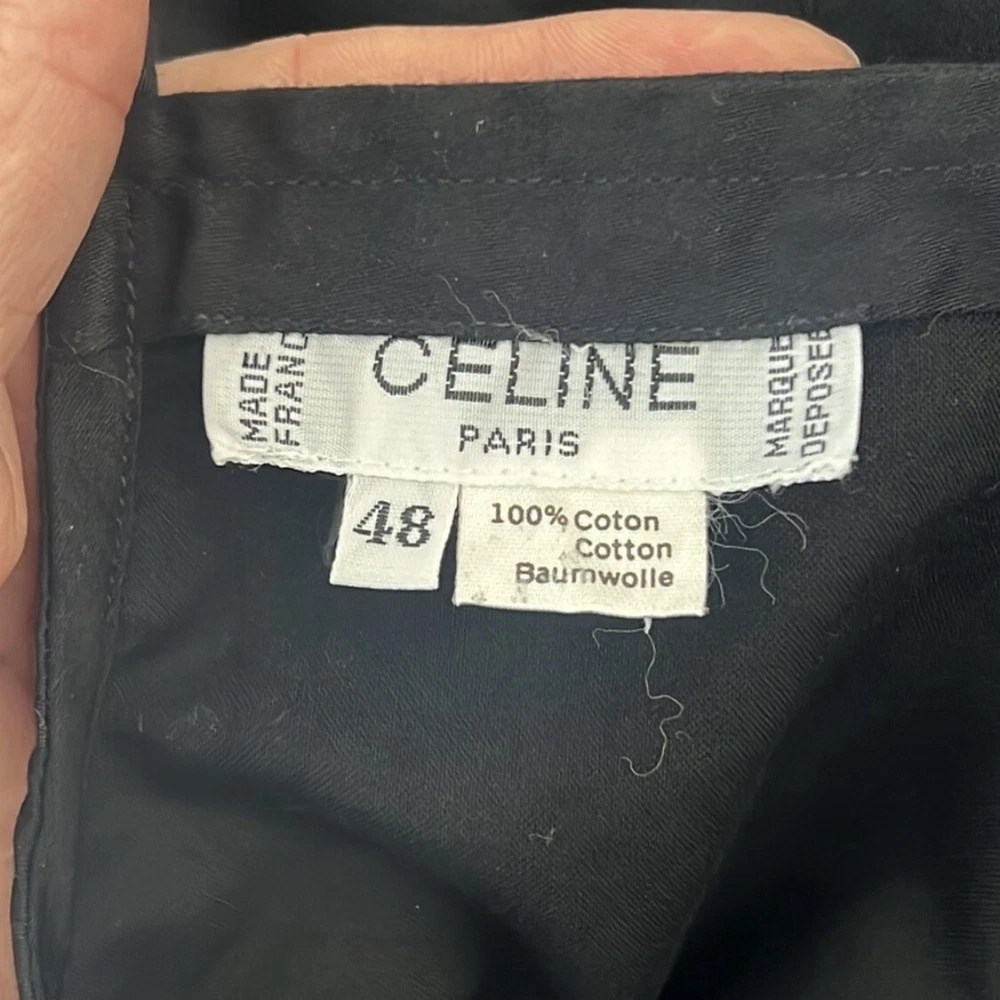 MADE
FRANC
CELINE
PARIS
MARQUE
DEPOSEE
48
100% Coton
Cotton
Baumwolle